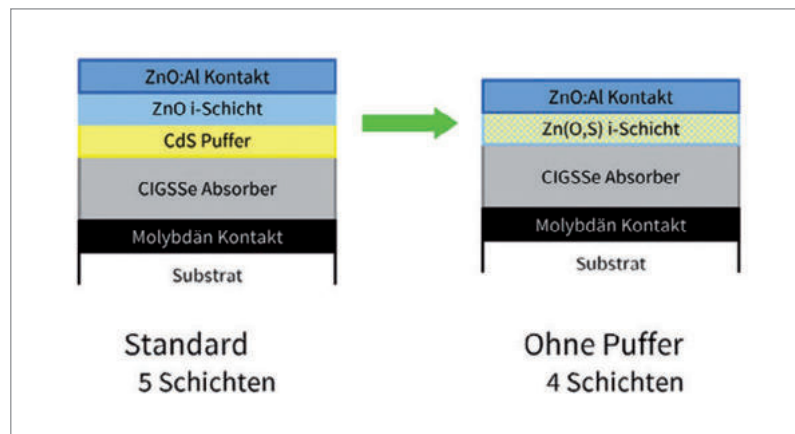 ZnO:Al Kontakt
ZnO i-Schicht
CdS Puffer
CIGSSe Absorber
Molybdän Kontakt
Substrat
Standard
5 Schichten
ZnO:Al Kontakt
Zn(O,S) i-Schicht
CIGSSe Absorber
Molybdän Kontakt
Substrat
Ohne Puffer
4 Schichten